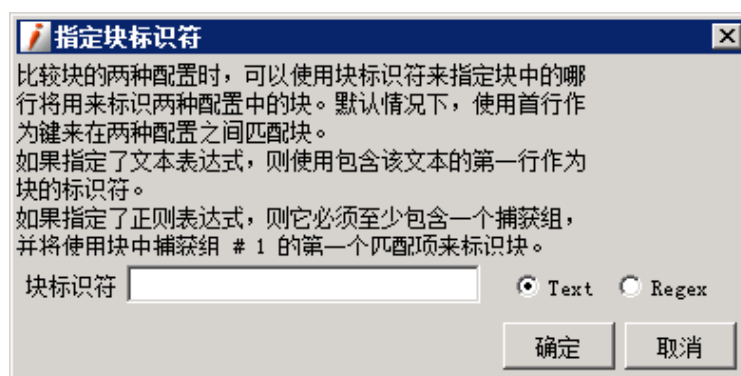 指定块标识符
比较块的两种配置时，可以使用块标识符来指定块中的哪
行将用来标识两种配置中的块。默认情况下，使用首行作
为键来在两种配置之间匹配块。
如果指定了文本表达式，则使用包含该文本的第一行作为
块的标识符。
如果指定了正则表达式，则它必须至少包含一个捕获组，
并将使用块中捕获组 # 1 的第一个匹配项来标识块。
块标识符 Text Regex
确定 取消